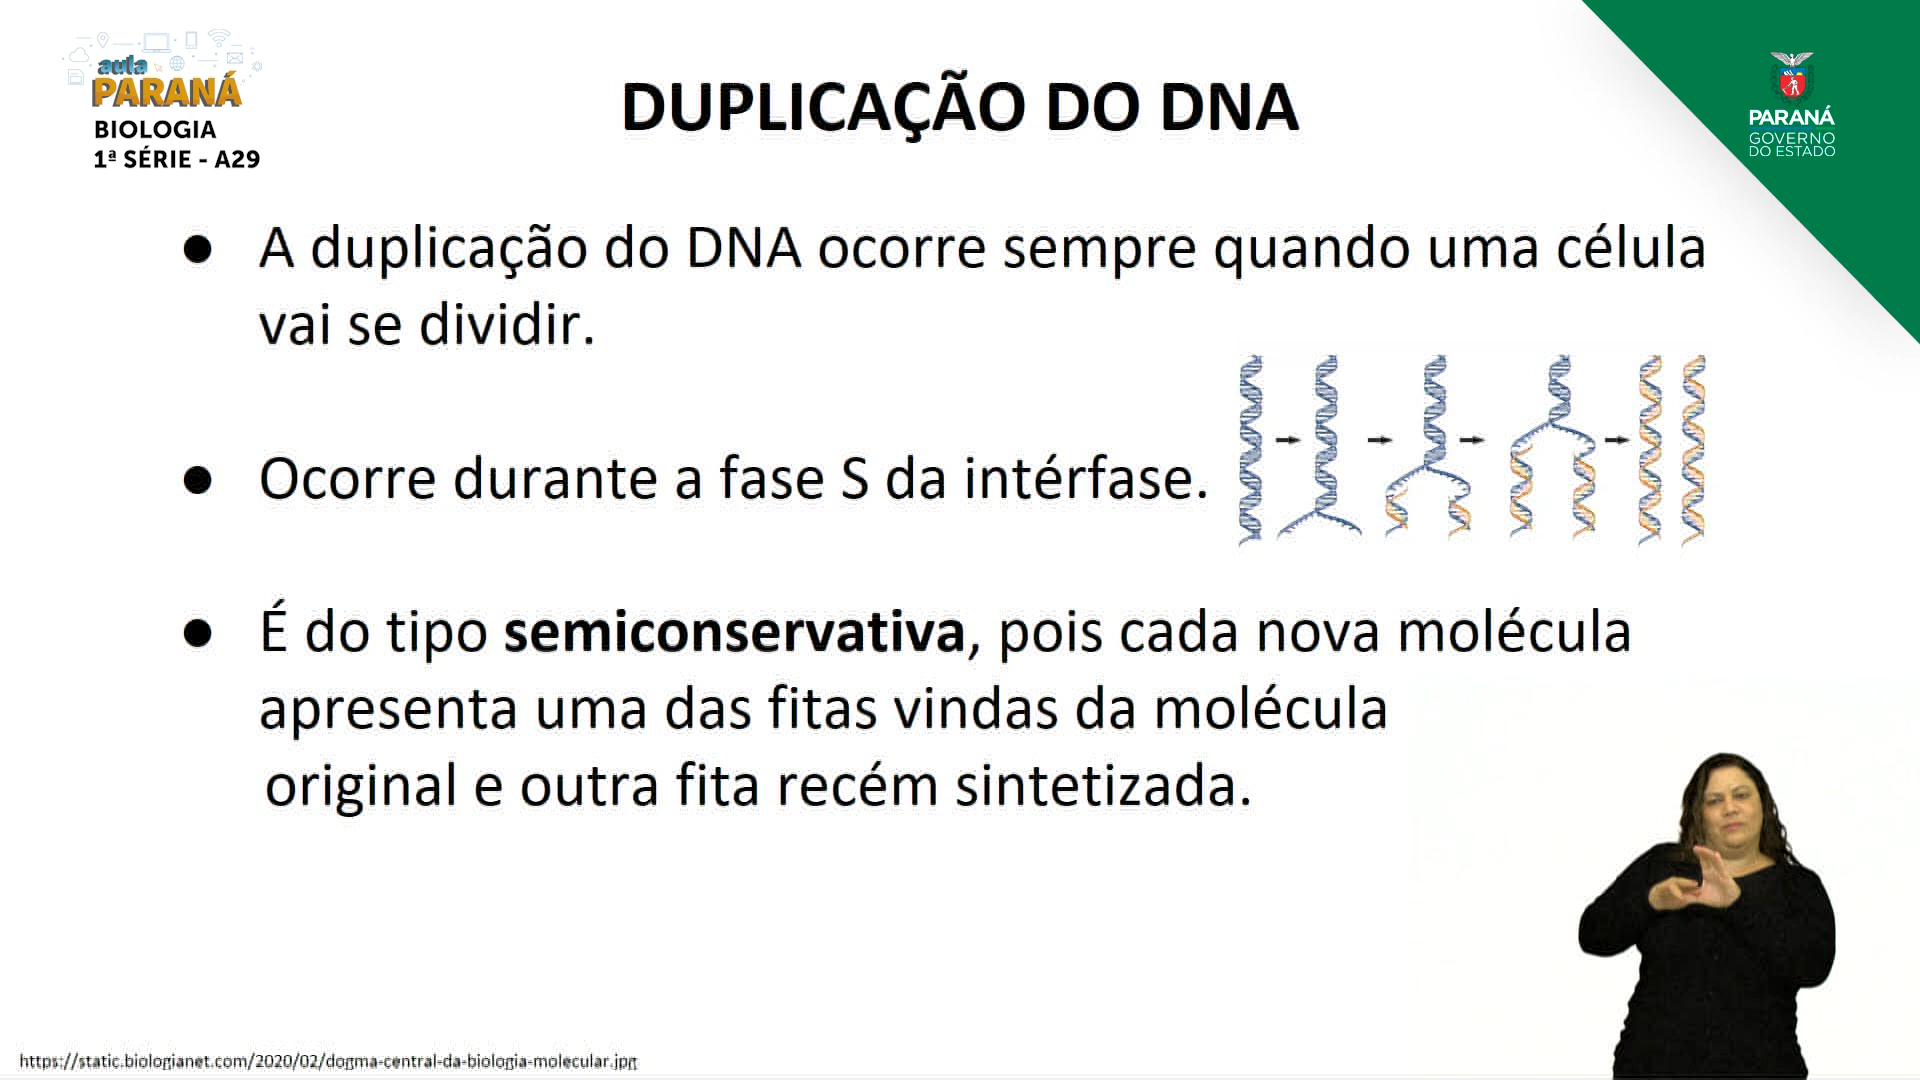 aula
PARANÁ
BIOLOGIA
1ª SÉRIE - A29
DUPLICAÇÃO DO DNA
PARANÁ
GOVERNO
DO ESTADO
● A duplicação do DNA ocorre sempre quando uma célula
vai se dividir.
● Ocorre durante a fase S da intérfase.
● É do tipo semiconservativa, pois cada nova molécula
apresenta uma das fitas vindas da molécula
original e outra fita recém sintetizada.
https://static.biologianet.com/2020/02/dogma-central-da-biologia-molecular.jpg